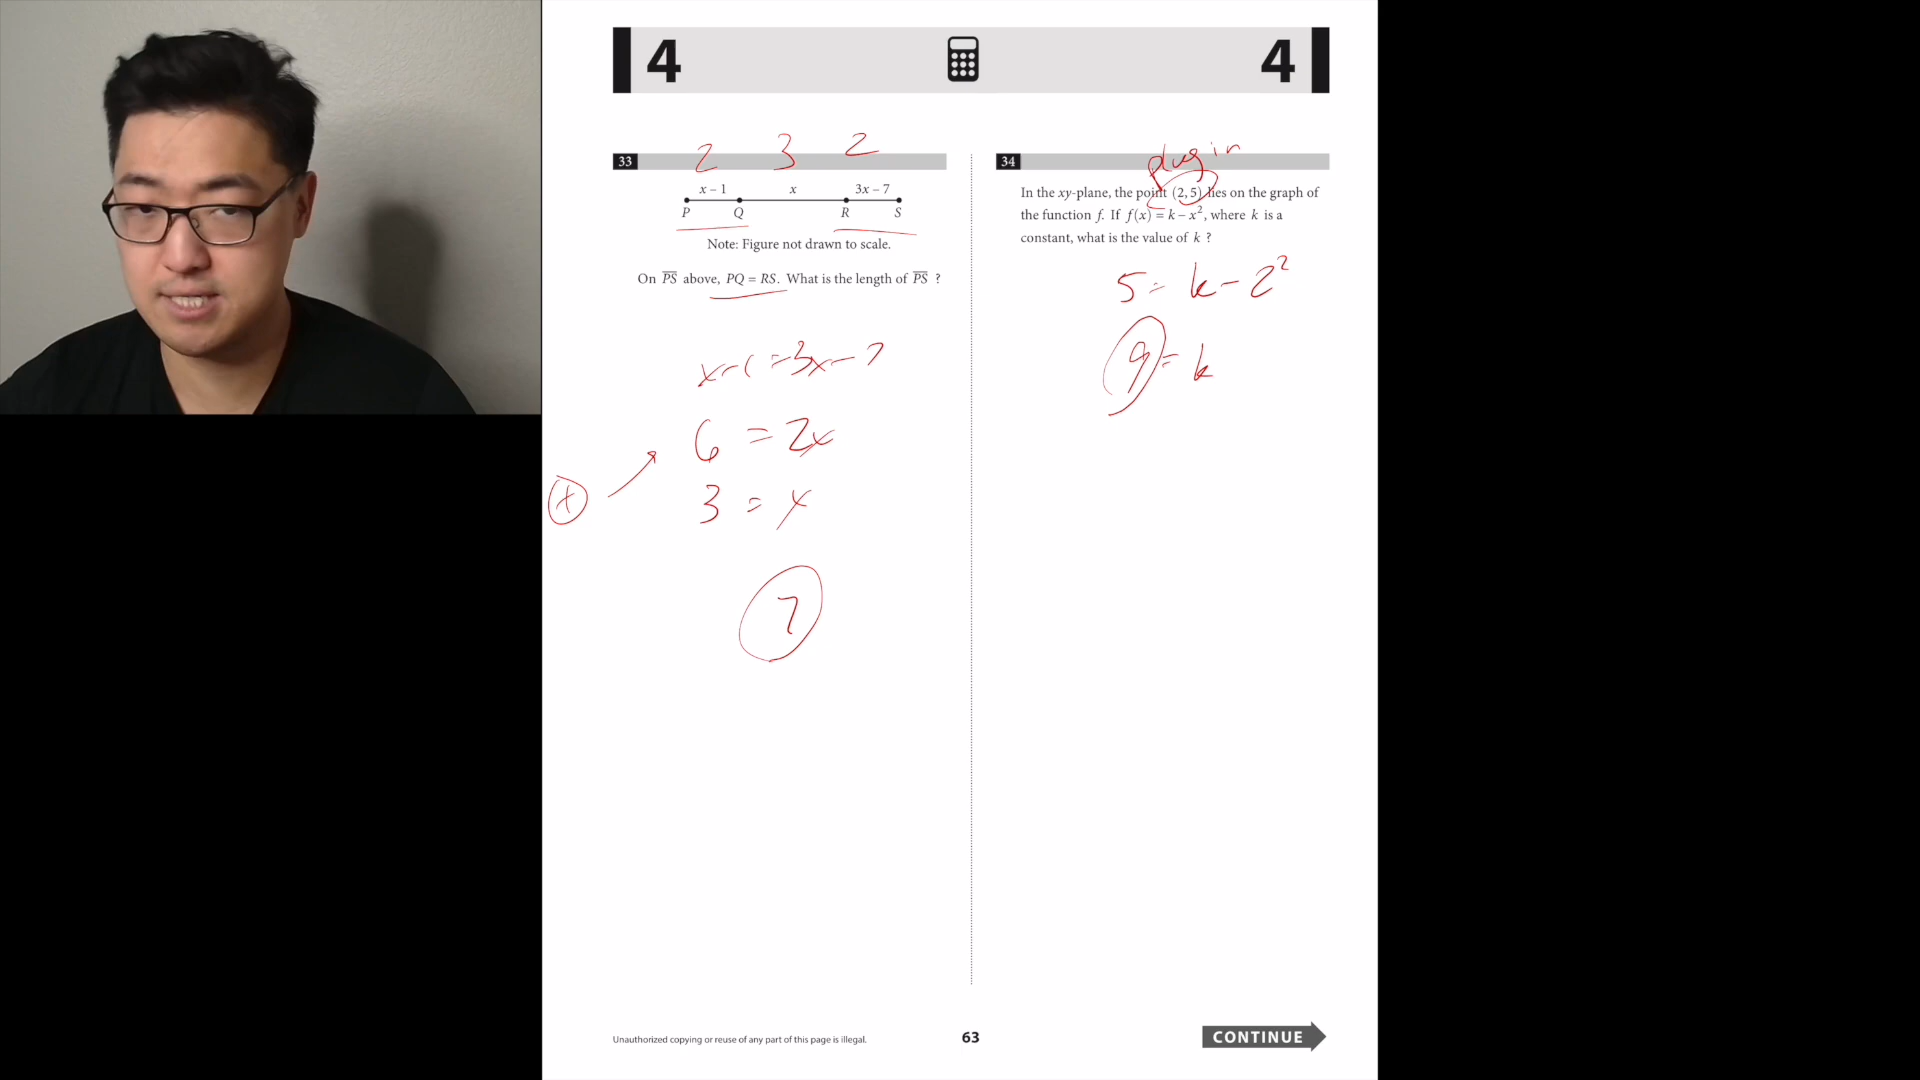 4 4
2 3 2
33
x – 1 x 3x – 7
P Q R S
Note: Figure not drawn to scale.
On PS above, PQ = RS. What is the length of PS ?
x-1=3x-7
6 = 2x
3 = x
7
plug in
34
In the xy-plane, the point (2, 5) lies on the graph of
the function f. If f(x) = k – x², where k is a
constant, what is the value of k ?
5 = k - 2²
9 = k
Unauthorized copying or reuse of any part of this page is illegal.
63
CONTINUE